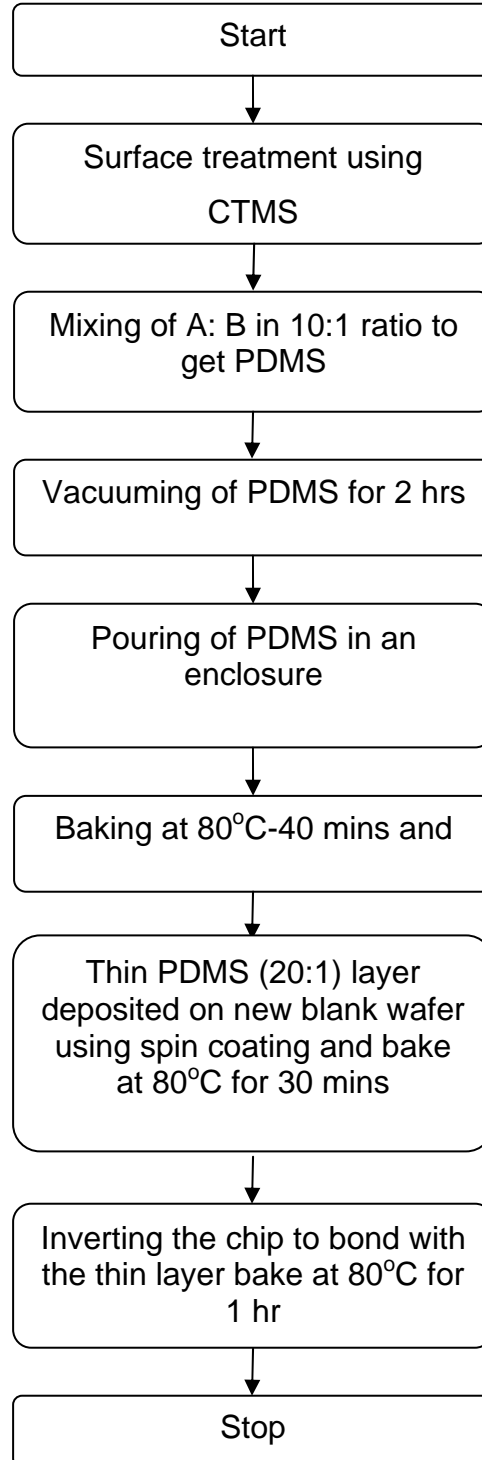 Start
Surface treatment using
CTMS
Mixing of A: B in 10:1 ratio to
get PDMS
Vacuuming of PDMS for 2 hrs
Pouring of PDMS in an
enclosure
Baking at 80°C-40 mins and
Thin PDMS (20:1) layer
deposited on new blank wafer
using spin coating and bake
at 80°C for 30 mins
Inverting the chip to bond with
the thin layer bake at 80°C for
1 hr
Stop